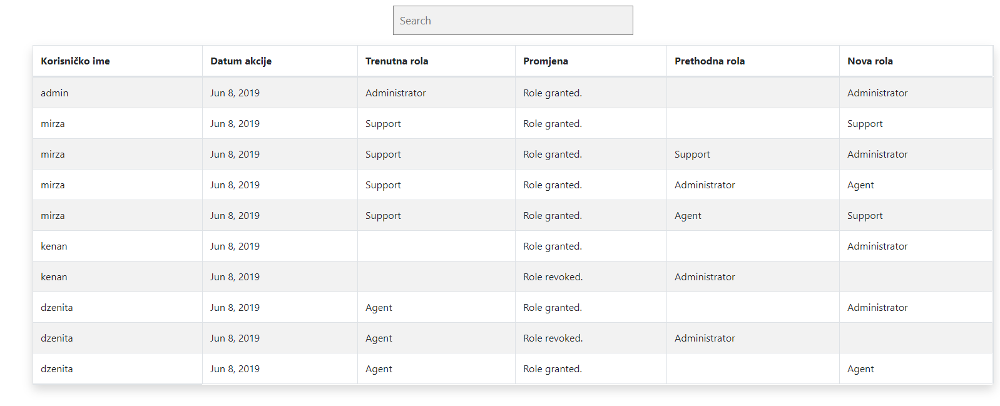 Search
Korisničko ime Datum akcije Trenutna rola Promjena Prethodna rola Nova rola
admin Jun 8, 2019 Administrator Role granted. Administrator
mirza Jun 8, 2019 Support Role granted. Support
mirza Jun 8, 2019 Support Role granted. Support Administrator
mirza Jun 8, 2019 Support Role granted. Administrator Agent
mirza Jun 8, 2019 Support Role granted. Agent Support
kenan Jun 8, 2019 Role granted. Administrator
kenan Jun 8, 2019 Role revoked. Administrator
dzenita Jun 8, 2019 Agent Role granted. Administrator
dzenita Jun 8, 2019 Agent Role revoked. Administrator
dzenita Jun 8, 2019 Agent Role granted. Agent